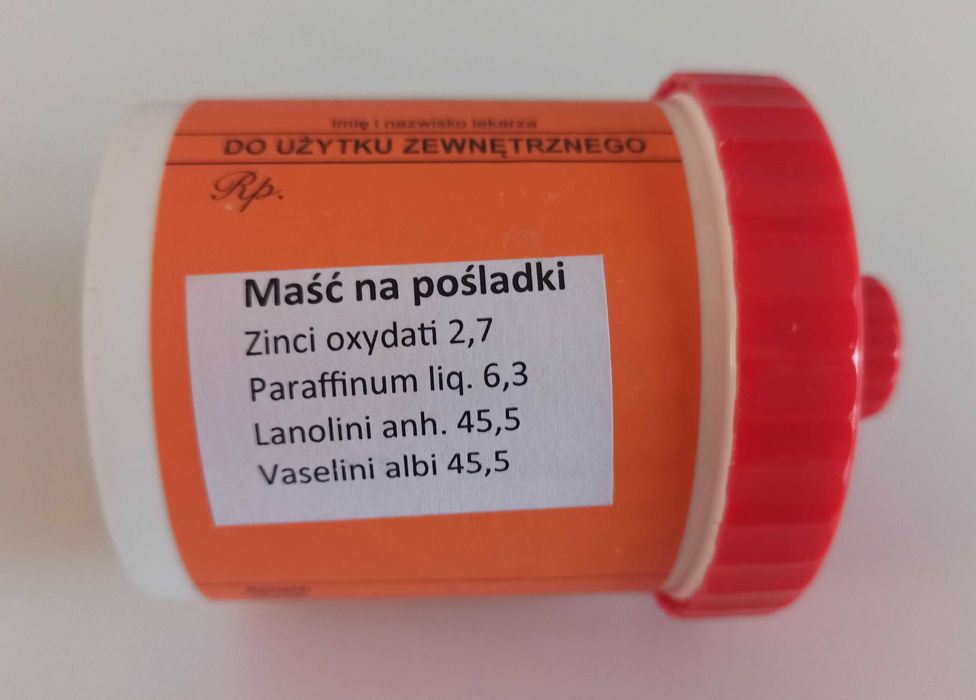 Imię i nazwisko lekarza
DO UŻYTKU ZEWNĘTRZNEGO
Rp.
Maść na pośladki
Zinci oxydati 2,7
Paraffinum liq. 6,3
Lanolini anh. 45,5
Vaselini albi 45,5